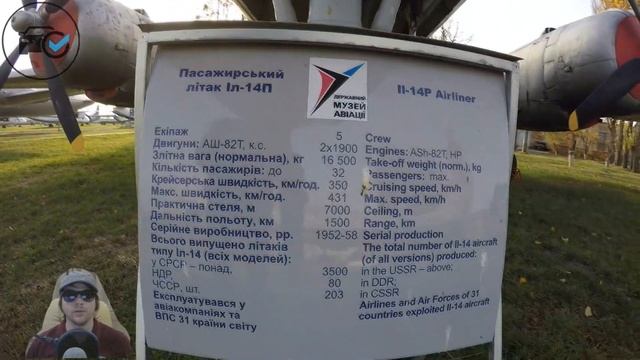 Пасажирський
літак Іл-14П
ДЕРЖАВНИЙ
МУЗЕЙ
АВІАЦІЇ
Il-14P Airliner
Екіпаж 5 Crew
Двигуни: АШ-82Т, к.с. 2x1900 Engines: ASh-82T, HP
Злітна вага (нормальна), кг 16 500 Take-off weight (norm.), kg
Кількість пасажирів: до 32 Passengers: max.
Крейсерська швидкість, км/год. 350 Cruising speed, km/h
Макс. швидкість, км/год. 431 Max. speed, km/h
Практична стеля, м 7000 Ceiling, m
Дальність польоту, км 1500 Range, km
Серійне виробництво, рр. 1952-58 Serial production
Всього випущено літаків The total number of Il-14 aircraft
типу Іл-14 (всіх моделей): (of all versions) produced:
у СРСР – понад, 3500 in the USSR – above;
НДР, 80 in DDR;
ЧССР, шт. 203 in CSSR
Експлуатувався у Airlines and Air Forces of 31
авіакомпаніях та countries exploited Il-14 aircraft
ВПС 31 країни світу